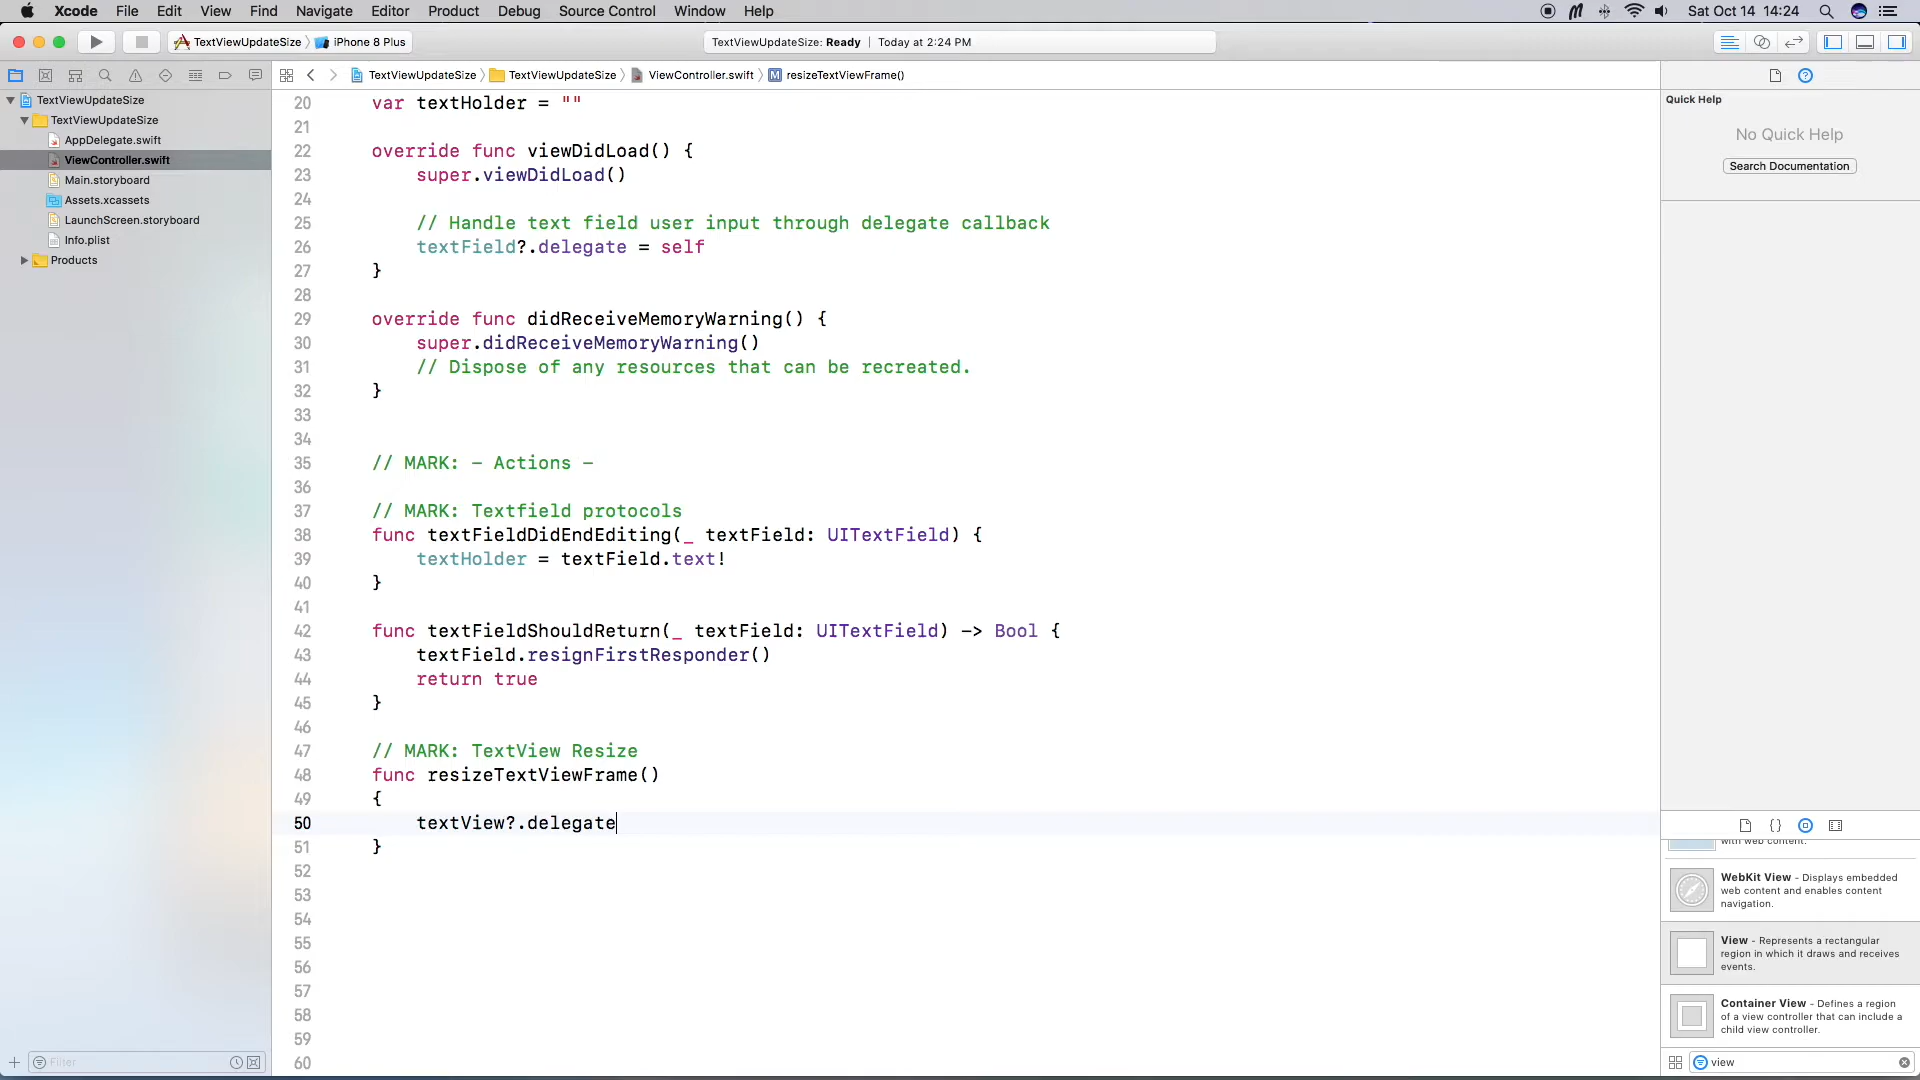 Xcode File Edit View Find Navigate Editor Product Debug Source Control Window Help Sat Oct 14 14:24
TextViewUpdateSize iPhone 8 Plus TextViewUpdateSize: Ready Today at 2:24 PM
TextViewUpdateSize TextViewUpdateSize ViewController.swift M resizeTextViewFrame()
TextViewUpdateSize
TextViewUpdateSize
AppDelegate.swift
ViewController.swift
Main.storyboard
Assets.xcassets
LaunchScreen.storyboard
Info.plist
Products
Filter
20 var textHolder = ""
21
22 override func viewDidLoad() {
23 super.viewDidLoad()
24
25 // Handle text field user input through delegate callback
26 textField?.delegate = self
27 }
28
29 override func didReceiveMemoryWarning() {
30 super.didReceiveMemoryWarning()
31 // Dispose of any resources that can be recreated.
32 }
33
34
35 // MARK: - Actions -
36
37 // MARK: Textfield protocols
38 func textFieldDidEndEditing(_ textField: UITextField) {
39 textHolder = textField.text!
40 }
41
42 func textFieldShouldReturn(_ textField: UITextField) -> Bool {
43 textField.resignFirstResponder()
44 return true
45 }
46
47 // MARK: TextView Resize
48 func resizeTextViewFrame()
49 {
50 textView?.delegate
51 }
52
53
54
55
56
57
58
59
60
Quick Help
No Quick Help
Search Documentation
with web content.
WebKit View - Displays embedded
web content and enables content
navigation.
View - Represents a rectangular
region in which it draws and receives
events.
Container View - Defines a region
of a view controller that can include a
child view controller.
view